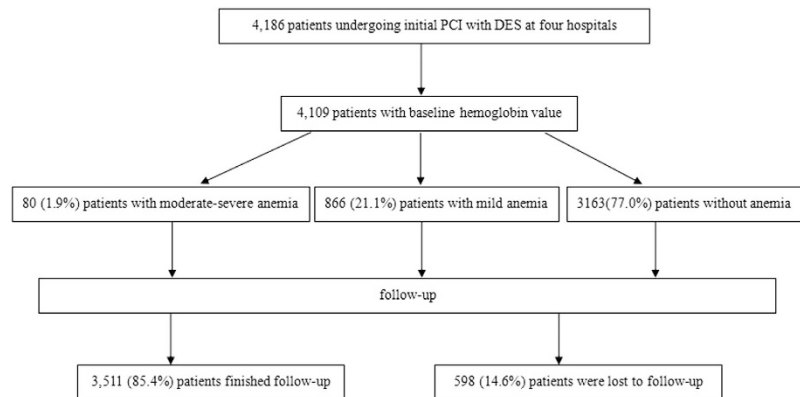 4,186 patients undergoing initial PCI with DES at four hospitals
4,109 patients with baseline hemoglobin value
80 (1.9%) patients with moderate-severe anemia
866 (21.1%) patients with mild anemia
3163(77.0%) patients without anemia
follow-up
3,511 (85.4%) patients finished follow-up
598 (14.6%) patients were lost to follow-up